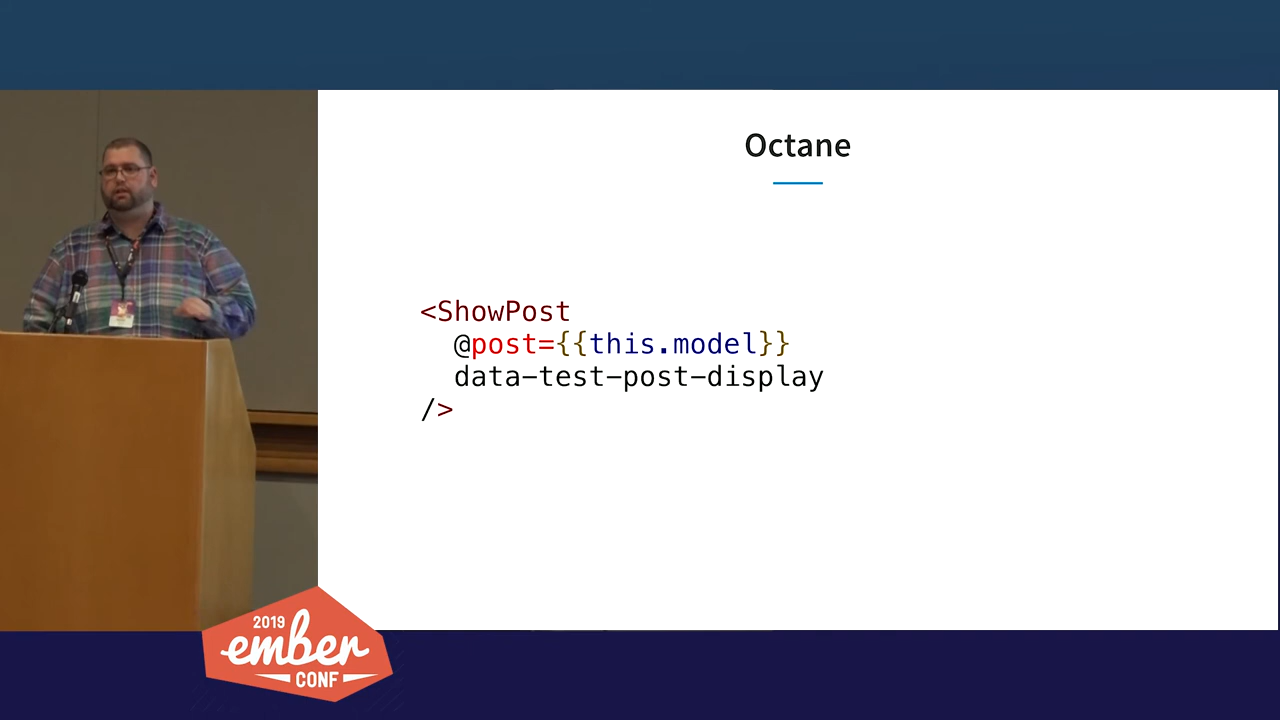 Octane
<ShowPost
@post={{this.model}}
data-test-post-display
/>
2019
ember
CONF